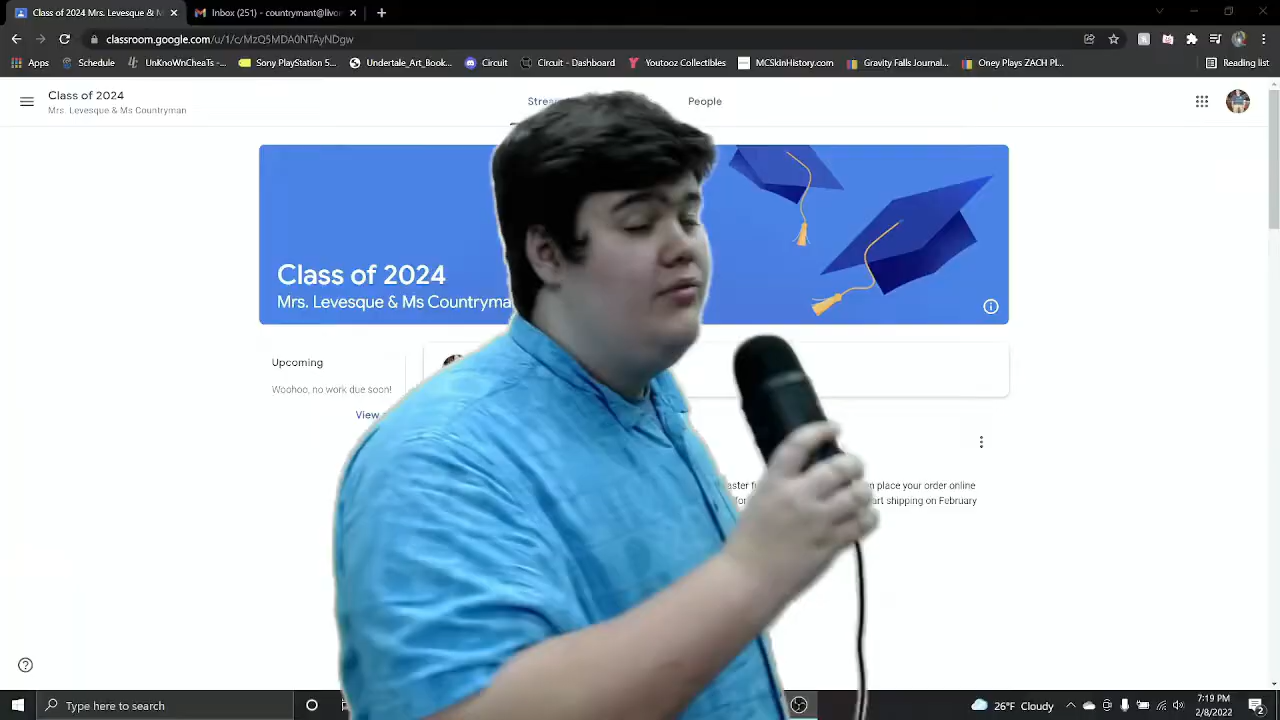 Class of 2024 Mrs. Levesque & M
Inbox (251) - countrymant@livo
classroom.google.com/u/1/c/MzQ5MDA0NTAyNDgw
Apps
Schedule
UnKnoWnCheaTs -...
Sony PlayStation S...
Undertale_Art_Book...
Circuit
Circuit - Dashboard
Youtooz Collectibles
MCSkinHistory.com
Gravity Falls Journal...
Oney Plays ZACH Pl...
Reading list
Class of 2024
Mrs. Levesque & Ms Countryman
Stre
People
Class of 2024
Mrs. Levesque & Ms Countryma
Upcoming
Woohoo, no work due soon!
View
place your order online
art shipping on February
Type here to search
26°F Cloudy
7:19 PM
2/8/2022
2